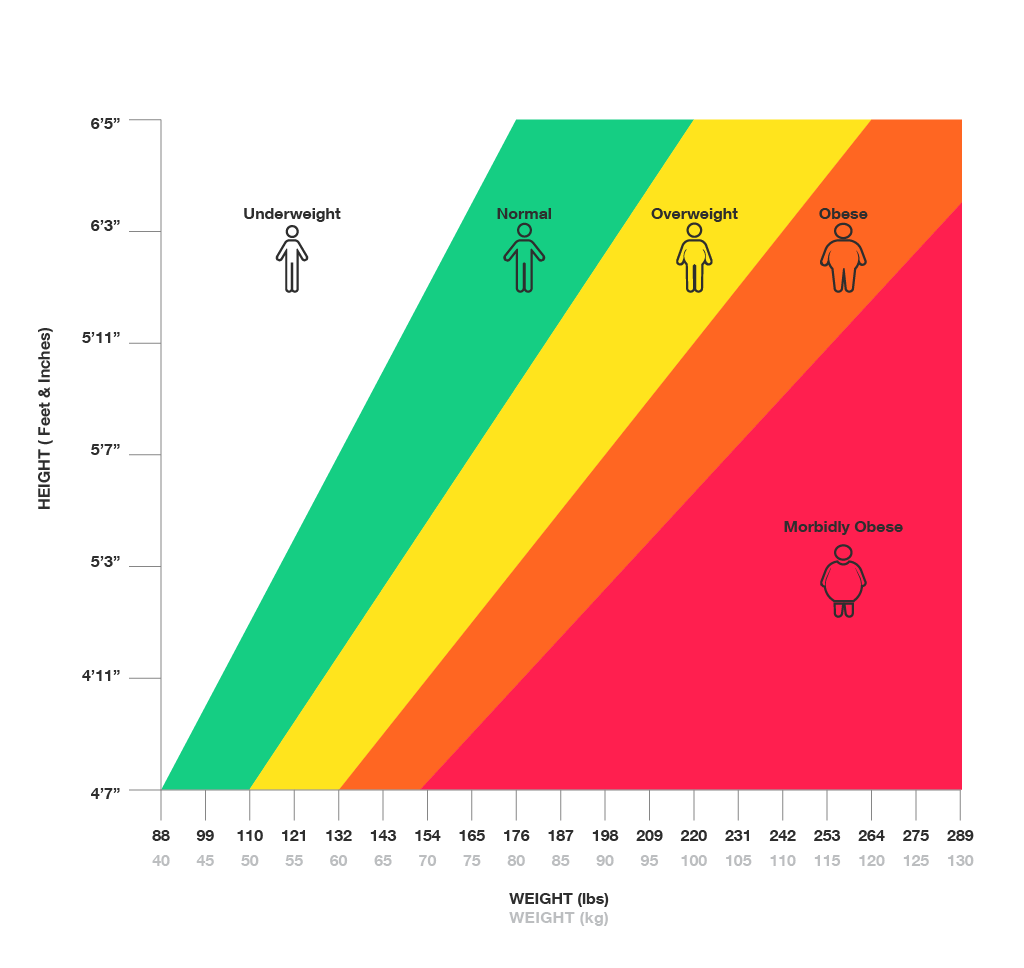 6’5”
Underweight Normal Overweight Obese
6’3”
5’11”
HEIGHT ( Feet & Inches)
5’7”
Morbidly Obese
5’3”
4’11”
4’7”
88 99 110 121 132 143 154 165 176 187 198 209 220 231 242 253 264 275 289
40 45 50 55 60 65 70 75 80 85 90 95 100 105 110 115 120 125 130
WEIGHT (lbs)
WEIGHT (kg)